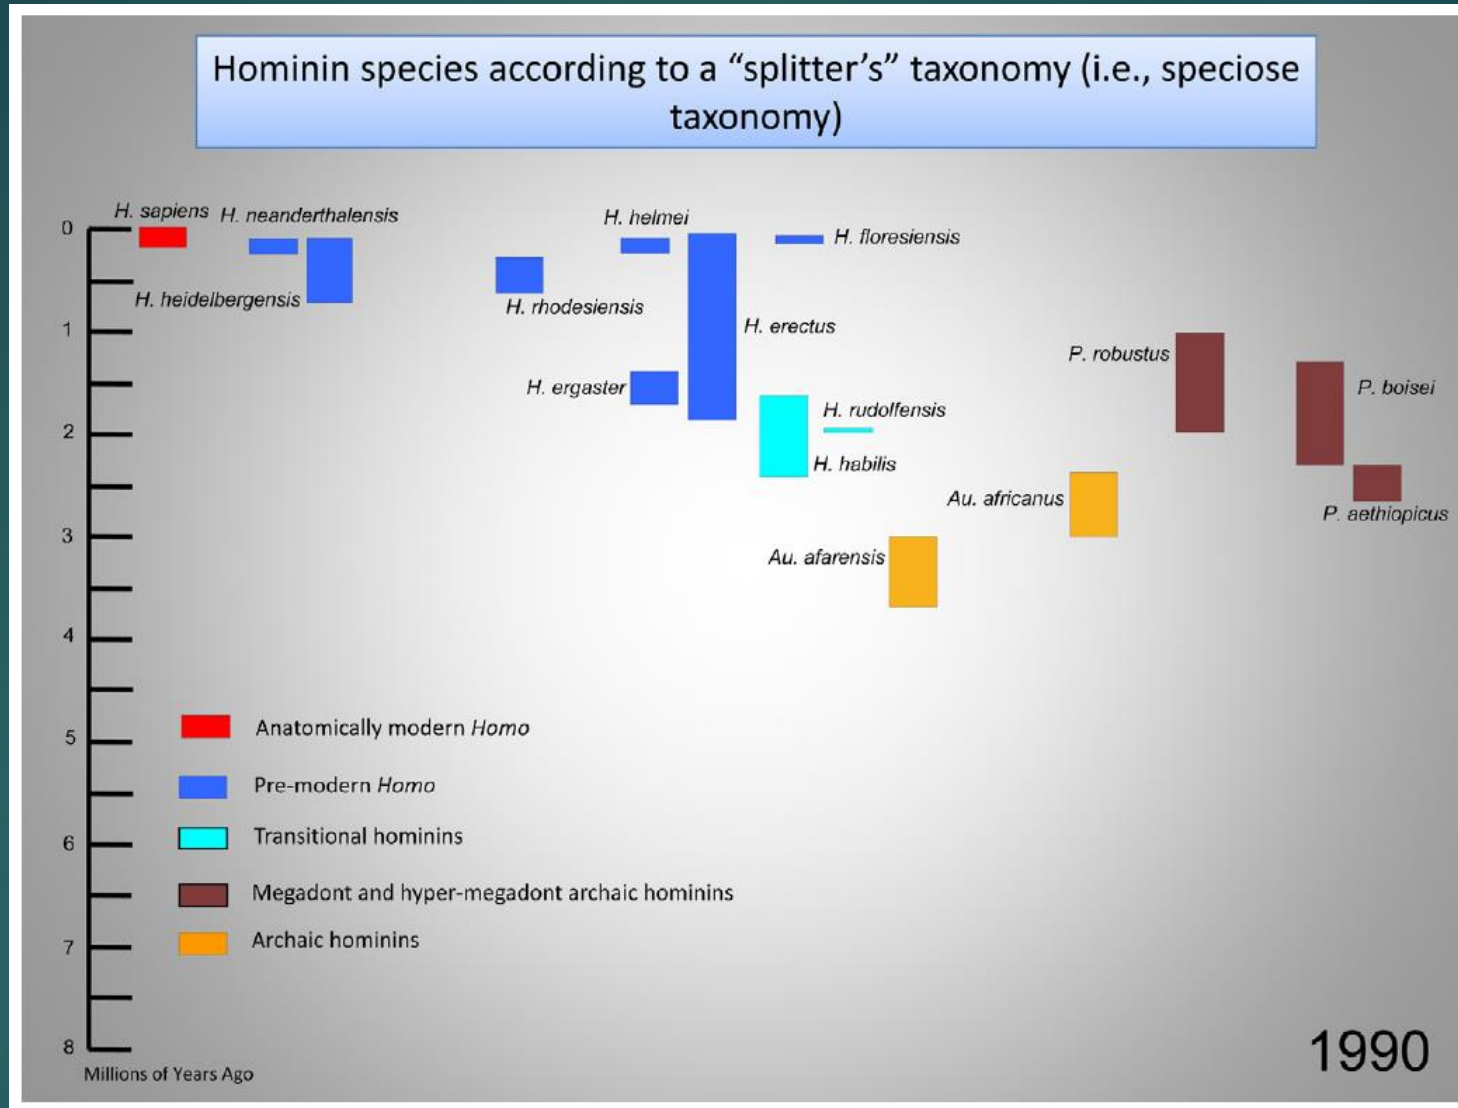 Hominin species according to a “splitter’s” taxonomy (i.e., speciose
taxonomy)
H. sapiens
H. neanderthalensis
H. helmei
H. floresiensis
0
H. heidelbergensis
H. rhodesiensis
H. erectus
1
P. robustus
H. ergaster
P. boisei
H. rudolfensis
2
H. habilis
Au. africanus
P. aethiopicus
3
Au. afarensis
4
Anatomically modern Homo
5
Pre-modern Homo
Transitional hominins
6
Megadont and hyper-megadont archaic hominins
Archaic hominins
7
8
Millions of Years Ago
1990